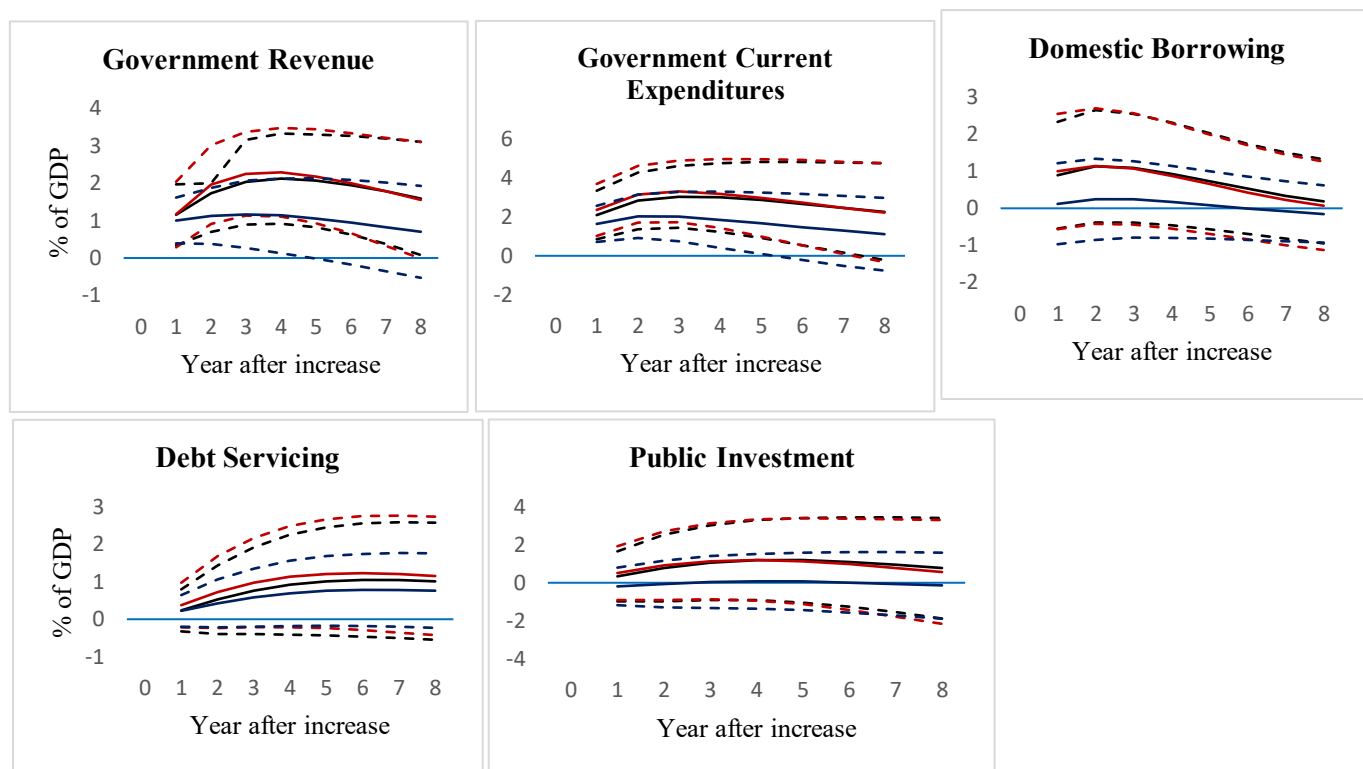 Government Revenue
% of GDP
4
3
2
1
0
-1
0 1 2 3 4 5 6 7 8
Year after increase
Government Current
Expenditures
6
4
2
0
-2
0 1 2 3 4 5 6 7 8
Year after increase
Domestic Borrowing
3
2
1
0
-1
-2
0 1 2 3 4 5 6 7 8
Year after increase
Debt Servicing
% of GDP
3
2
1
0
-1
0 1 2 3 4 5 6 7 8
Year after increase
Public Investment
4
2
0
-2
-4
0 1 2 3 4 5 6 7 8
Year after increase